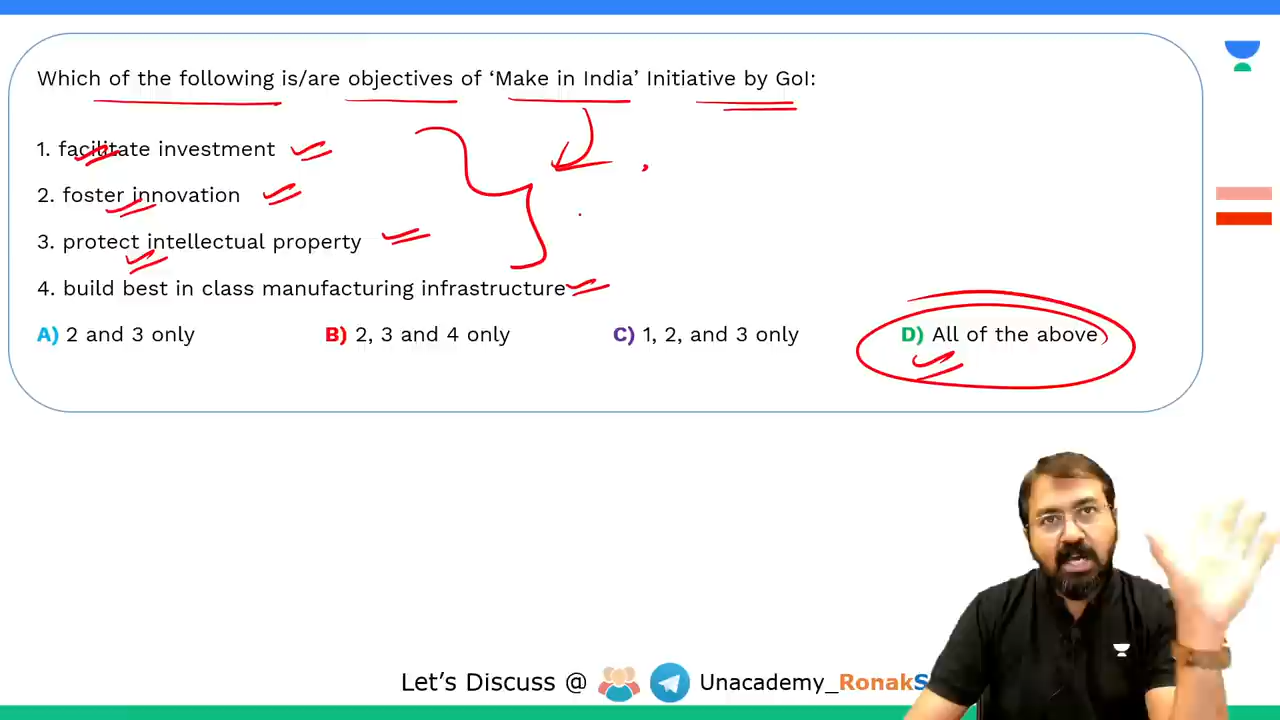 Which of the following is/are objectives of ‘Make in India’ Initiative by GoI:
1. facilitate investment
2. foster innovation
3. protect intellectual property
4. build best in class manufacturing infrastructure
A) 2 and 3 only B) 2, 3 and 4 only C) 1, 2, and 3 only D) All of the above
Let’s Discuss @ Unacademy_RonakS